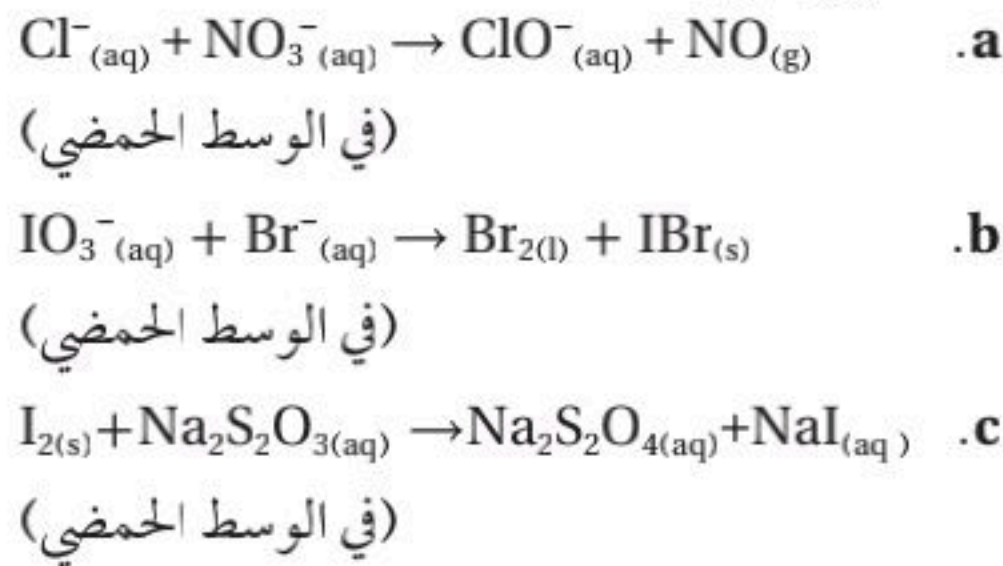 .a Cl⁻(aq) + NO₃⁻(aq) → ClO⁻(aq) + NO(g)
(في الوسط الحمضي)
.b IO₃⁻(aq) + Br⁻(aq) → Br₂(l) + IBr(s)
(في الوسط الحمضي)
.c I₂(s)+Na₂S₂O₃(aq) →Na₂S₂O₄(aq)+NaI(aq )
(في الوسط الحمضي)